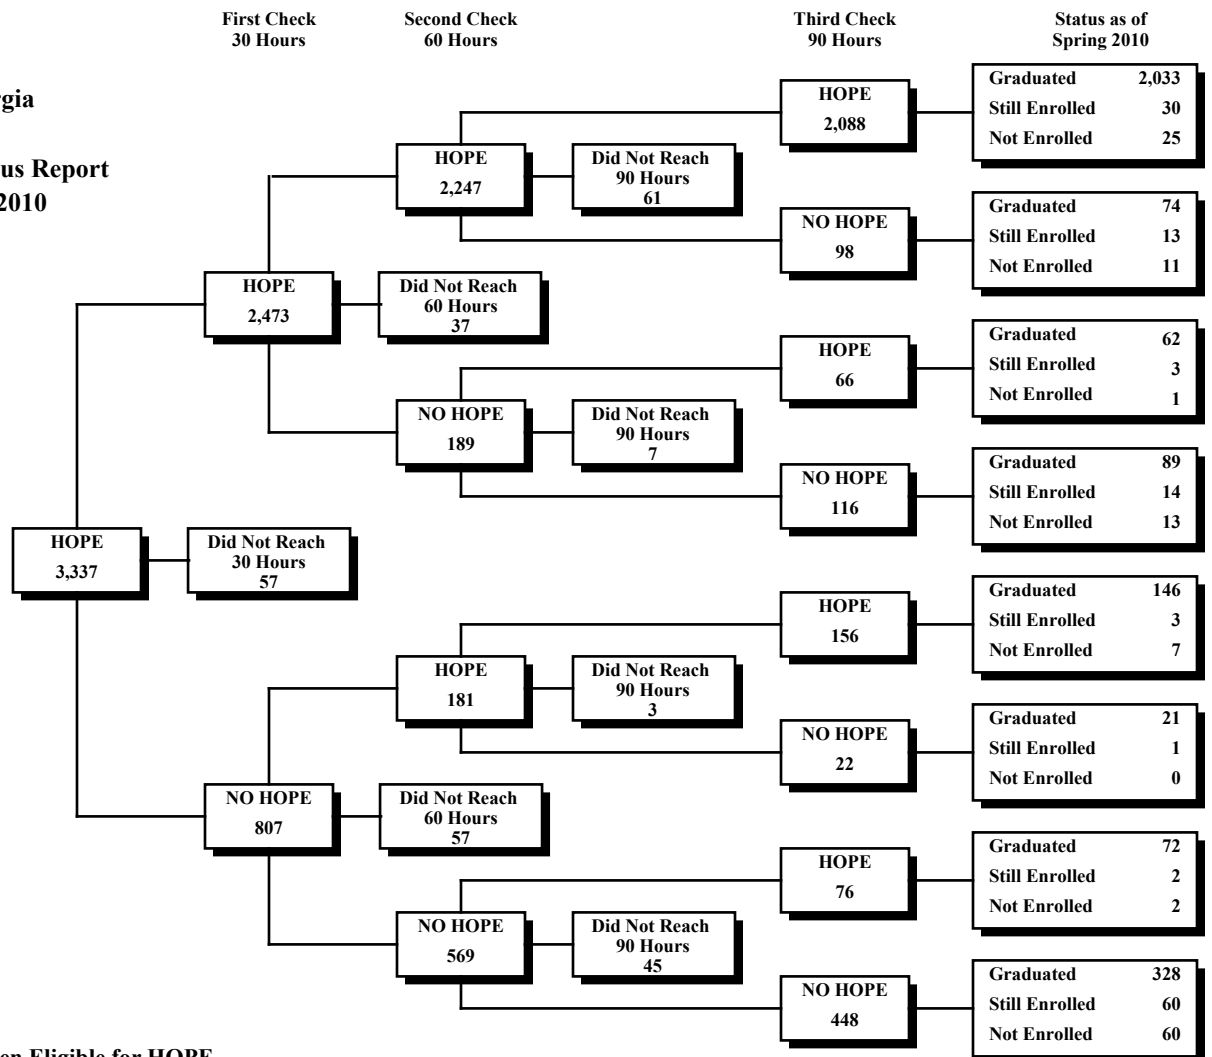 First Check
30 Hours
Second Check
60 Hours
Third Check
90 Hours
Status as of
Spring 2010
rgia
us Report
2010
HOPE
3,337
Did Not Reach
30 Hours
57
HOPE
2,473
Did Not Reach
60 Hours
37
NO HOPE
807
Did Not Reach
60 Hours
57
HOPE
2,247
Did Not Reach
90 Hours
61
NO HOPE
189
Did Not Reach
90 Hours
7
HOPE
181
Did Not Reach
90 Hours
3
NO HOPE
569
Did Not Reach
90 Hours
45
HOPE
2,088
Graduated 2,033
Still Enrolled 30
Not Enrolled 25
NO HOPE
98
Graduated 74
Still Enrolled 13
Not Enrolled 11
HOPE
66
Graduated 62
Still Enrolled 3
Not Enrolled 1
NO HOPE
116
Graduated 89
Still Enrolled 14
Not Enrolled 13
HOPE
156
Graduated 146
Still Enrolled 3
Not Enrolled 7
NO HOPE
22
Graduated 21
Still Enrolled 1
Not Enrolled 0
HOPE
76
Graduated 72
Still Enrolled 2
Not Enrolled 2
NO HOPE
448
Graduated 328
Still Enrolled 60
Not Enrolled 60
en Eligible for HOPE